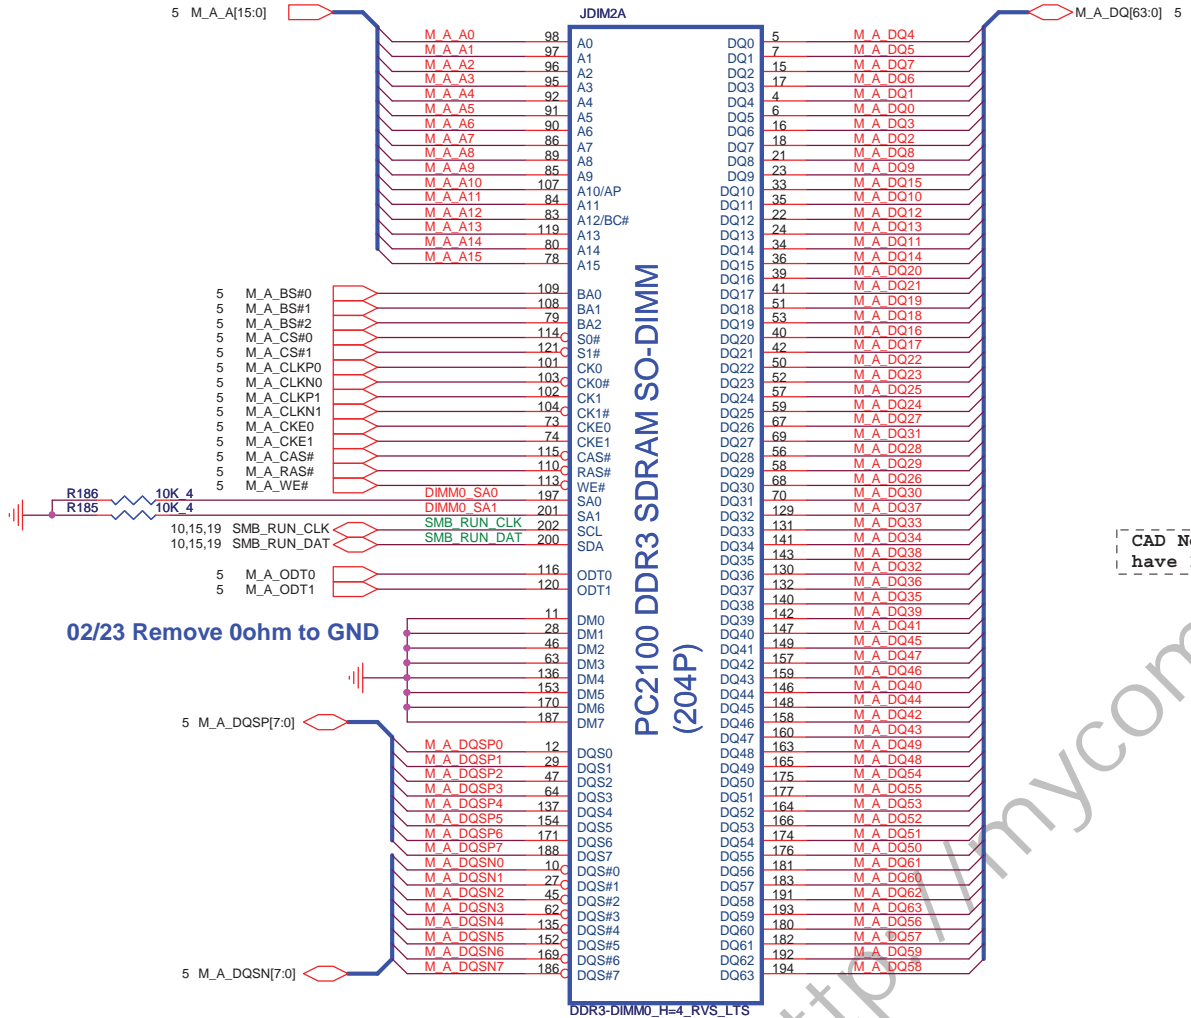 5 M_A_A[15:0]
JDIM2A
M_A_DQ[63:0] 5
M_A_A0 98 A0
M_A_A1 97 A1
M_A_A2 96 A2
M_A_A3 95 A3
M_A_A4 92 A4
M_A_A5 91 A5
M_A_A6 90 A6
M_A_A7 86 A7
M_A_A8 89 A8
M_A_A9 85 A9
M_A_A10 107 A10/AP
M_A_A11 84 A11
M_A_A12 83 A12/BC#
M_A_A13 119 A13
M_A_A14 80 A14
M_A_A15 78 A15
5 M_A_BS#0 109 BA0
5 M_A_BS#1 108 BA1
5 M_A_BS#2 79 BA2
5 M_A_CS#0 114 S0#
5 M_A_CS#1 121 S1#
5 M_A_CLKP0 101 CK0
5 M_A_CLKN0 103 CK0#
5 M_A_CLKP1 102 CK1
5 M_A_CLKN1 104 CK1#
5 M_A_CKE0 73 CKE0
5 M_A_CKE1 74 CKE1
5 M_A_CAS# 115 CAS#
5 M_A_RAS# 110 RAS#
5 M_A_WE# 113 WE#
R186 10K_4 DIMM0_SA0 197 SA0
R185 10K_4 DIMM0_SA1 201 SA1
10,15,19 SMB_RUN_CLK SMB_RUN_CLK 202 SCL
10,15,19 SMB_RUN_DAT SMB_RUN_DAT 200 SDA
5 M_A_ODT0 116 ODT0
5 M_A_ODT1 120 ODT1
02/23 Remove 0ohm to GND
11 DM0
28 DM1
46 DM2
63 DM3
136 DM4
153 DM5
170 DM6
187 DM7
5 M_A_DQSP[7:0]
M_A_DQSP0 12 DQS0
M_A_DQSP1 29 DQS1
M_A_DQSP2 47 DQS2
M_A_DQSP3 64 DQS3
M_A_DQSP4 137 DQS4
M_A_DQSP5 154 DQS5
M_A_DQSP6 171 DQS6
M_A_DQSP7 188 DQS7
M_A_DQSN0 10 DQS#0
M_A_DQSN1 27 DQS#1
M_A_DQSN2 45 DQS#2
M_A_DQSN3 62 DQS#3
M_A_DQSN4 135 DQS#4
M_A_DQSN5 152 DQS#5
M_A_DQSN6 169 DQS#6
M_A_DQSN7 186 DQS#7
5 M_A_DQSN[7:0]
PC2100 DDR3 SDRAM SO-DIMM
(204P)
DQ0 5 M_A_DQ4
DQ1 7 M_A_DQ5
DQ2 15 M_A_DQ7
DQ3 17 M_A_DQ6
DQ4 4 M_A_DQ1
DQ5 6 M_A_DQ0
DQ6 16 M_A_DQ3
DQ7 18 M_A_DQ2
DQ8 21 M_A_DQ8
DQ9 23 M_A_DQ9
DQ10 33 M_A_DQ15
DQ11 35 M_A_DQ10
DQ12 22 M_A_DQ12
DQ13 24 M_A_DQ13
DQ14 34 M_A_DQ11
DQ15 36 M_A_DQ14
DQ16 39 M_A_DQ20
DQ17 41 M_A_DQ21
DQ18 51 M_A_DQ19
DQ19 53 M_A_DQ18
DQ20 40 M_A_DQ16
DQ21 42 M_A_DQ17
DQ22 50 M_A_DQ22
DQ23 52 M_A_DQ23
DQ24 57 M_A_DQ25
DQ25 59 M_A_DQ24
DQ26 67 M_A_DQ27
DQ27 69 M_A_DQ31
DQ28 56 M_A_DQ28
DQ29 58 M_A_DQ29
DQ30 68 M_A_DQ26
DQ31 70 M_A_DQ30
DQ32 129 M_A_DQ37
DQ33 131 M_A_DQ33
DQ34 141 M_A_DQ34
DQ35 143 M_A_DQ38
DQ36 130 M_A_DQ32
DQ37 132 M_A_DQ36
DQ38 140 M_A_DQ35
DQ39 142 M_A_DQ39
DQ40 147 M_A_DQ41
DQ41 149 M_A_DQ45
DQ42 157 M_A_DQ47
DQ43 159 M_A_DQ46
DQ44 146 M_A_DQ40
DQ45 148 M_A_DQ44
DQ46 158 M_A_DQ42
DQ47 160 M_A_DQ43
DQ48 163 M_A_DQ49
DQ49 165 M_A_DQ48
DQ50 175 M_A_DQ54
DQ51 177 M_A_DQ55
DQ52 164 M_A_DQ53
DQ53 166 M_A_DQ52
DQ54 174 M_A_DQ51
DQ55 176 M_A_DQ50
DQ56 181 M_A_DQ61
DQ57 183 M_A_DQ60
DQ58 191 M_A_DQ62
DQ59 193 M_A_DQ63
DQ60 180 M_A_DQ56
DQ61 182 M_A_DQ57
DQ62 192 M_A_DQ59
DQ63 194 M_A_DQ58
DDR3-DIMM0_H=4_RVS_LTS
CAD
have